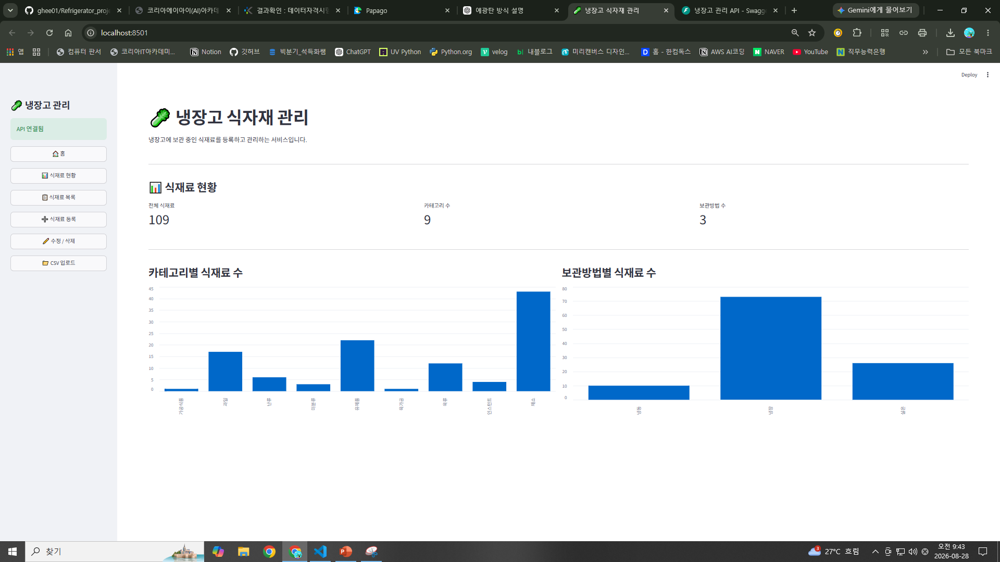 ghee01/Refrigerator_proje
코리아에이아이(AI)아카데
결과확인 : 데이터자격시험
Papago
예광탄 방식 설명
냉장고 식자재 관리
냉장고 관리 API - Swagge
Gemini에게 물어보기
localhost:8501
앱
컴퓨터 판서
코리아IT아카데미...
Notion
깃허브
빅분기_석득화쌤
ChatGPT
UV Python
Python.org
velog
내블로그
미리캔버스 디자인...
홈 - 한컴독스
AWS AI코딩
NAVER
YouTube
직무능력은행
모든 북마크
Deploy
냉장고 관리
API 연결됨
홈
식재료 현황
식재료 목록
식재료 등록
수정 / 삭제
CSV 업로드
냉장고 식자재 관리
냉장고에 보관 중인 식재료를 등록하고 관리하는 서비스입니다.
식재료 현황
전체 식재료
109
카테고리 수
9
보관방법 수
3
카테고리별 식재료 수
45
40
35
30
25
20
15
10
5
0
가공식품
과일
난류
미분류
유제품
육가공
육류
인스턴트
채소
보관방법별 식재료 수
80
70
60
50
40
30
20
10
0
냉동
냉장
실온
찾기
3
27°C 흐림
오전 9:43
2026-08-28